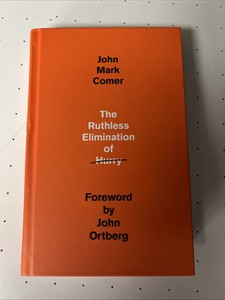 John
Mark
Comer
The
Ruthless
Elimination
of
Hurry
Foreword
by
John
Ortberg